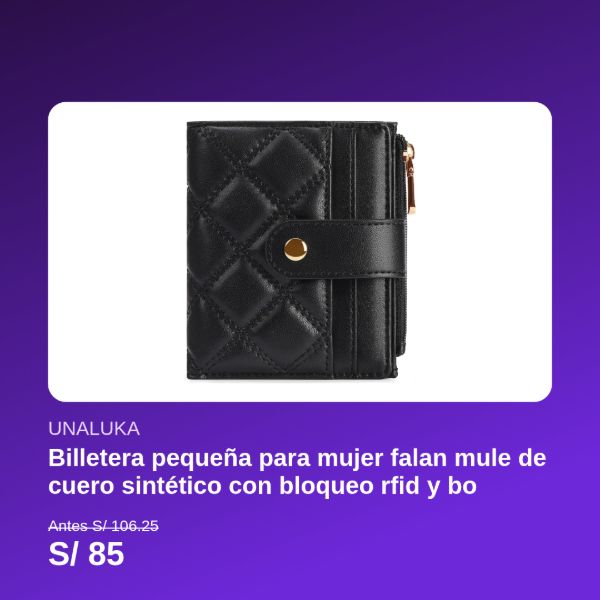 UNALUKA
Billetera pequeña para mujer falan mule de
cuero sintético con bloqueo rfid y bo
Antes S/ 106.25
S/ 85